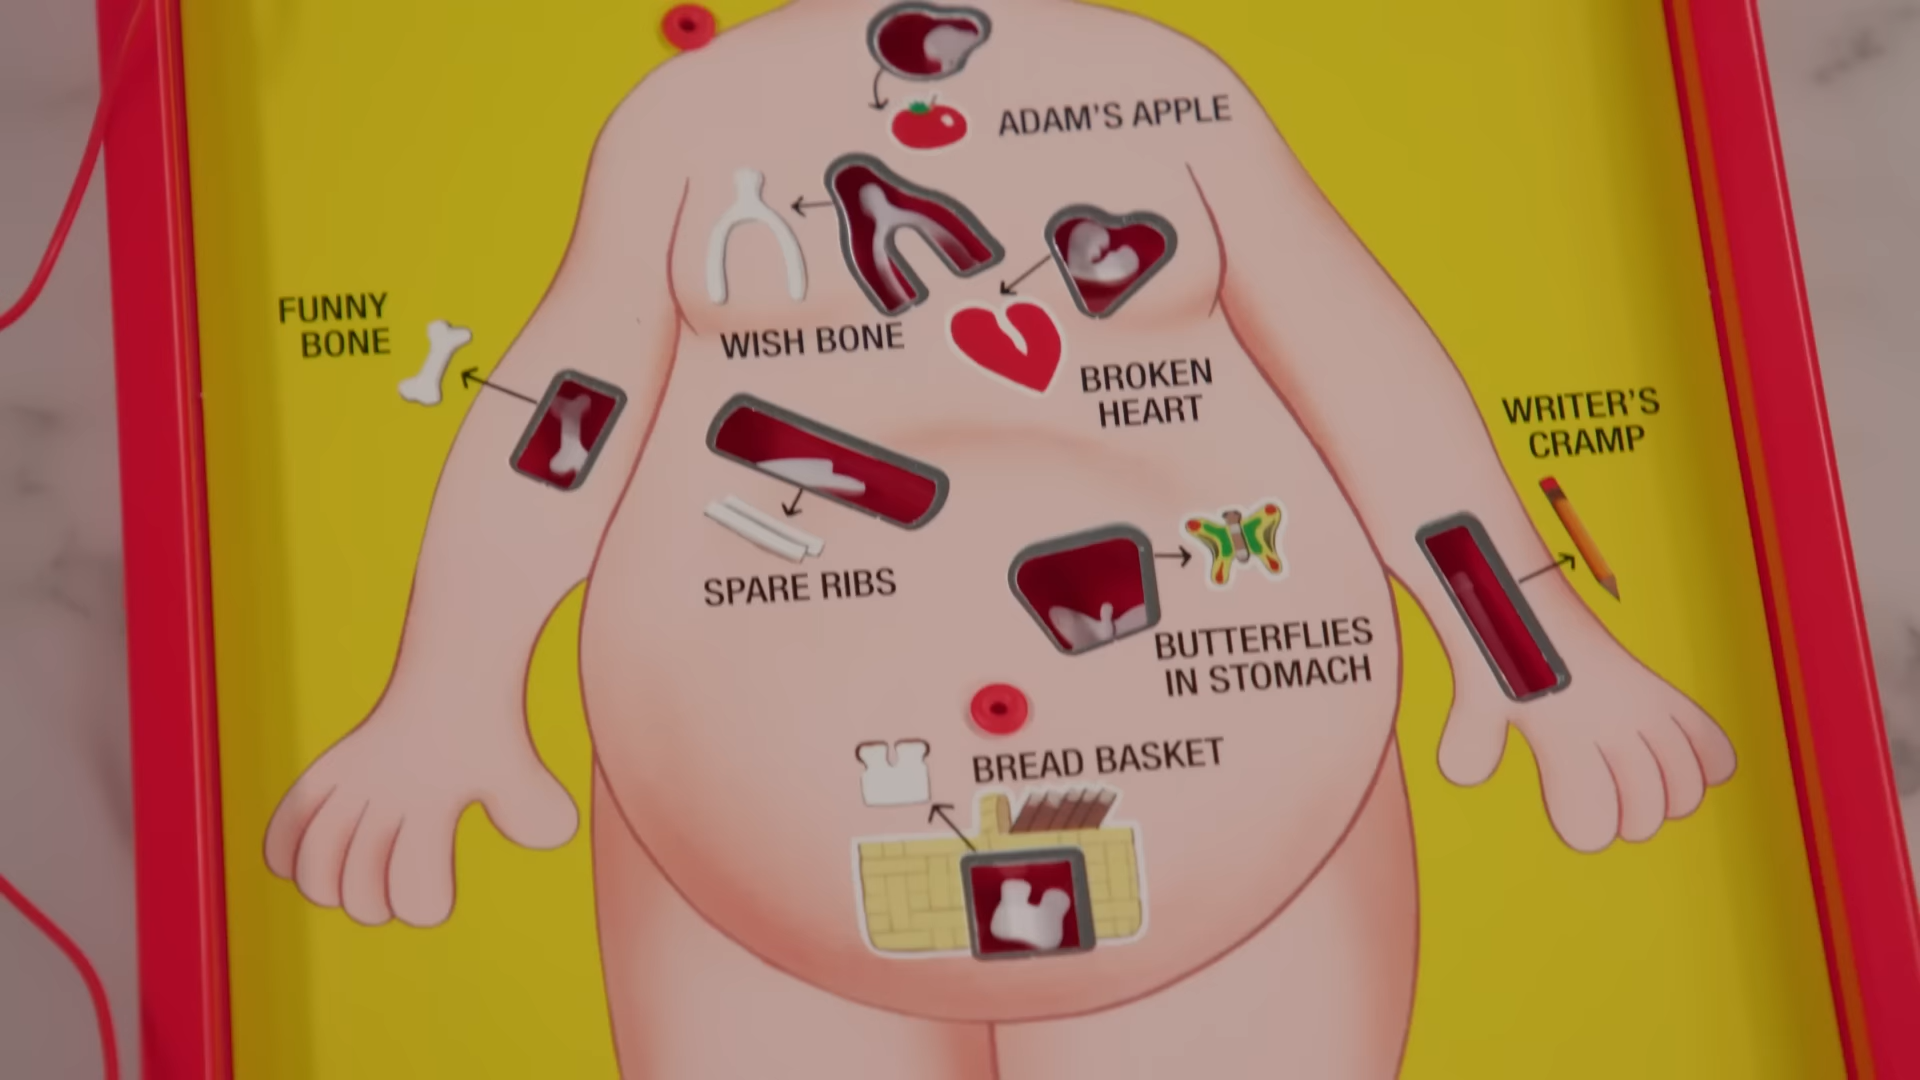 ADAM'S APPLE
FUNNY
BONE
WISH BONE
BROKEN
HEART
WRITER'S
CRAMP
SPARE RIBS
BUTTERFLIES
IN STOMACH
BREAD BASKET